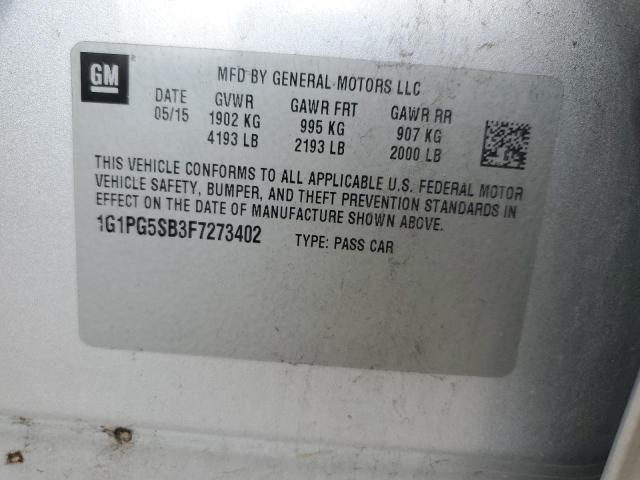 GM
MFD BY GENERAL MOTORS LLC
DATE GVWR GAWR FRT GAWR RR
05/15 1902 KG 995 KG 907 KG
4193 LB 2193 LB 2000 LB
THIS VEHICLE CONFORMS TO ALL APPLICABLE U.S. FEDERAL MOTOR
VEHICLE SAFETY, BUMPER, AND THEFT PREVENTION STANDARDS IN
EFFECT ON THE DATE OF MANUFACTURE SHOWN ABOVE.
1G1PG5SB3F7273402 TYPE: PASS CAR